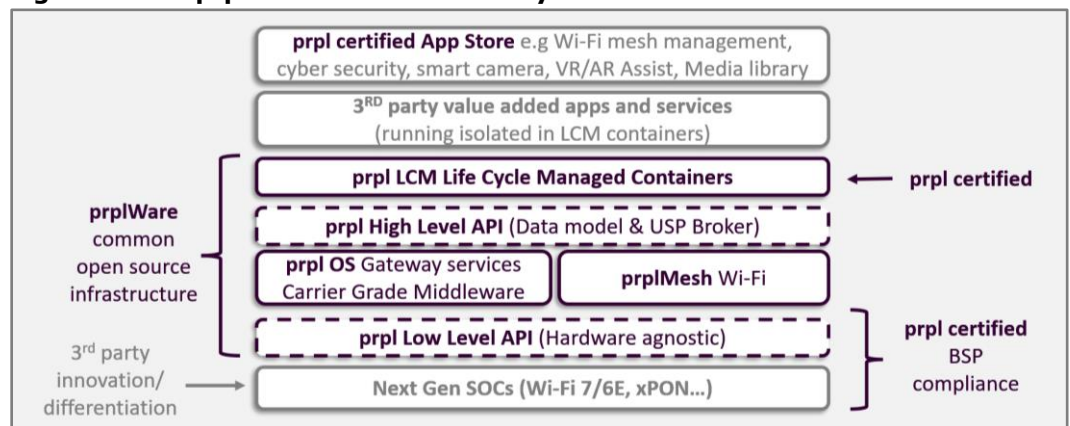 prpl certified App Store e.g Wi-Fi mesh management,
cyber security, smart camera, VR/AR Assist, Media library
3RD party value added apps and services
(running isolated in LCM containers)
prpl LCM Life Cycle Managed Containers
prpl certified
prplWare
common
open source
infrastructure
prpl High Level API (Data model & USP Broker)
prpl OS Gateway services
Carrier Grade Middleware
prplMesh Wi-Fi
prpl Low Level API (Hardware agnostic)
prpl certified
BSP
compliance
3rd party
innovation/
differentiation
Next Gen SOCs (Wi-Fi 7/6E, xPON...)